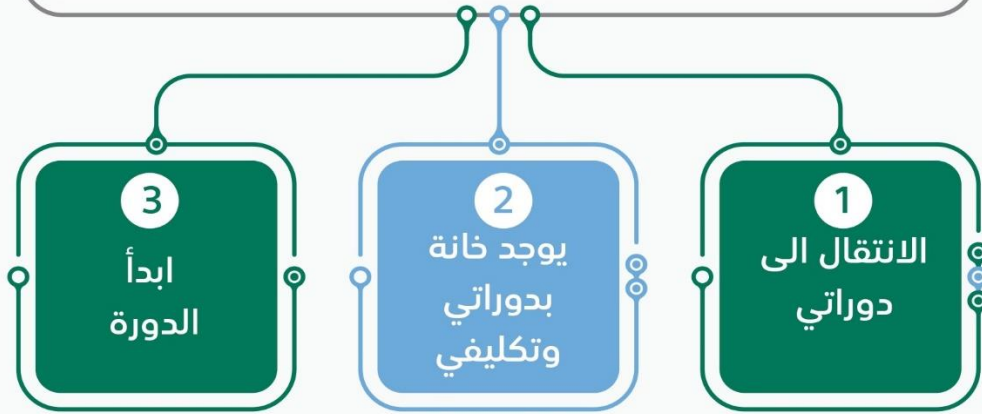 1
الانتقال الى
دوراتي
2
يوجد خانة
بدوراتي
وتكليفي
3
ابدأ
الدورة